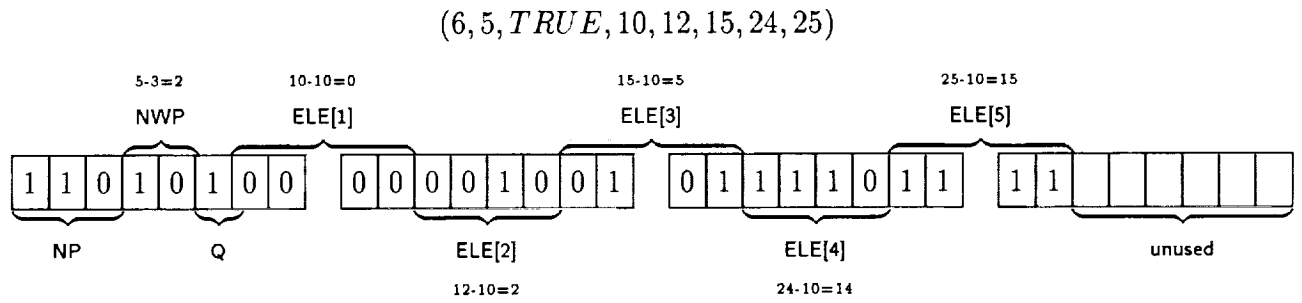 (6, 5, TRUE, 10, 12, 15, 24, 25)
5-3=2 10-10=0 15-10=5 25-10=15
NWP ELE[1] ELE[3] ELE[5]
1 1 0 1 0 1 0 0 0 0 0 0 1 0 0 1 0 1 1 1 1 0 1 1 1 1
NP Q ELE[2] ELE[4] unused
12-10=2 24-10=14